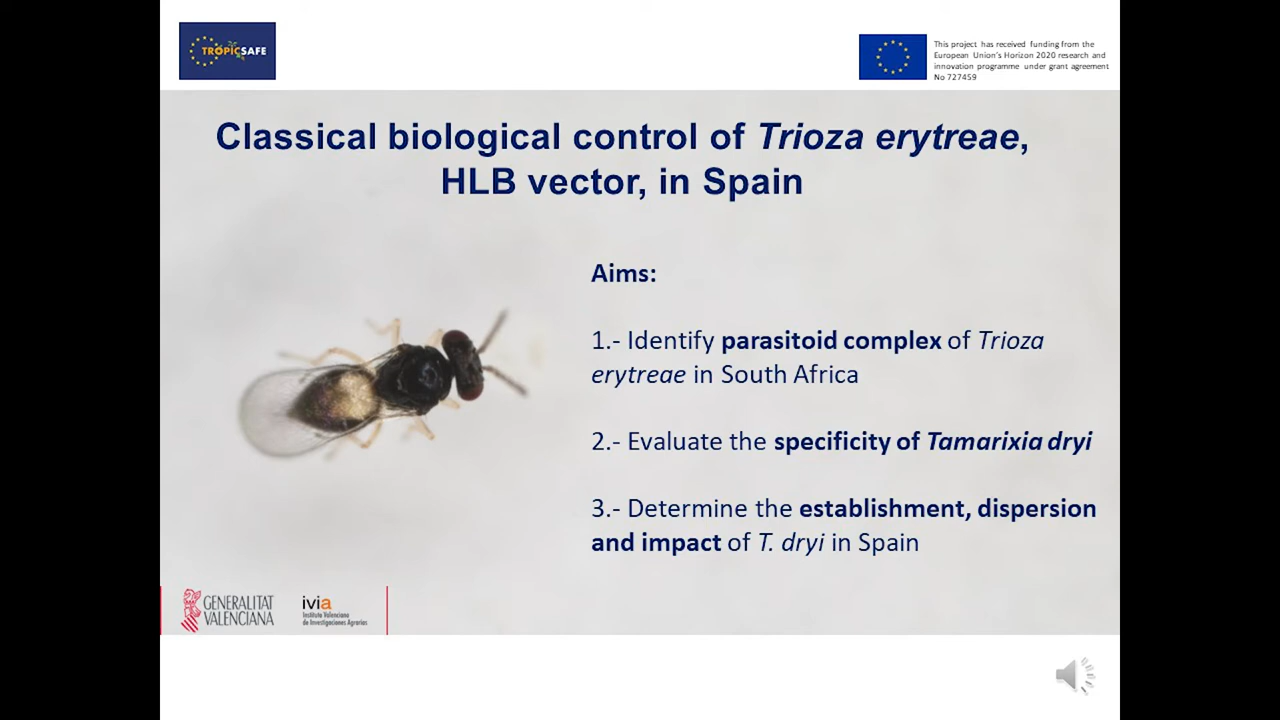 TROPICSAFE
This project has received funding from the
European Union's Horizon 2020 research and
innovation programme under grant agreement
No 727459
Classical biological control of Trioza erytreae,
HLB vector, in Spain
Aims:
1.- Identify parasitoid complex of Trioza
erytreae in South Africa
2.- Evaluate the specificity of Tamarixia dryi
3.- Determine the establishment, dispersion
and impact of T. dryi in Spain
GENERALITAT
VALENCIANA
ivia
Instituto Valenciano
de Investigaciones Agrarias